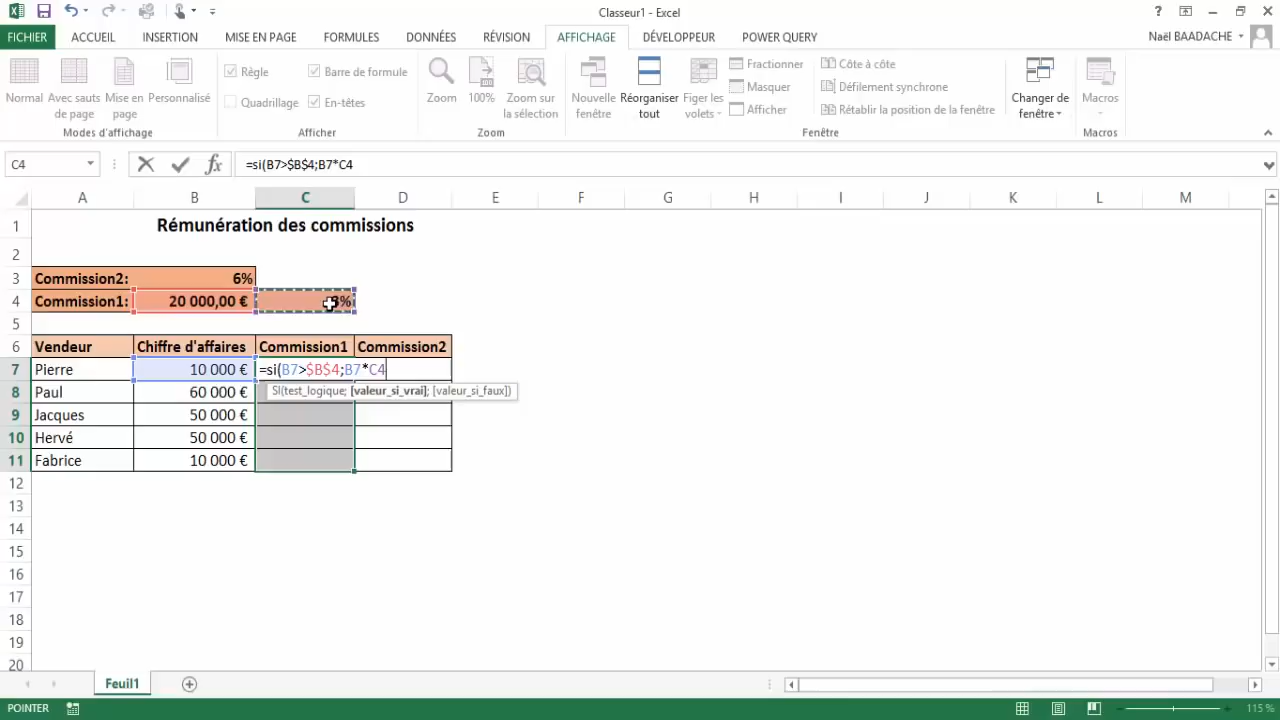 Classeur1 - Excel
FICHIER ACCUEIL INSERTION MISE EN PAGE FORMULES DONNÉES RÉVISION AFFICHAGE DÉVELOPPEUR POWER QUERY Naël BAADACHE
Normal Avec sauts de page Mise en page Personnalisé
Modes d'affichage
Règle Barre de formule
Quadrillage En-têtes
Afficher
Zoom 100% Zoom sur la sélection
Zoom
Nouvelle fenêtre Réorganiser tout Figer les volets
Fractionner
Masquer
Afficher
Côte à côte
Défilement synchrone
Rétablir la position de la fenêtre
Changer de fenêtre
Fenêtre
Macros
Macros
C4 fx =si(B7>$B$4;B7*C4
A B C D E F G H I J K L M
1 Rémunération des commissions
2
3 Commission2: 6%
4 Commission1: 20 000,00 € %
5
6 Vendeur Chiffre d'affaires Commission1 Commission2
7 Pierre 10 000 € =si(B7>$B$4;B7*C4
SI(test_logique; [valeur_si_vrai]; [valeur_si_faux])
8 Paul 60 000 €
9 Jacques 50 000 €
10 Hervé 50 000 €
11 Fabrice 10 000 €
12
13
14
15
16
17
18
19
20
Feuil1
POINTER 115 %